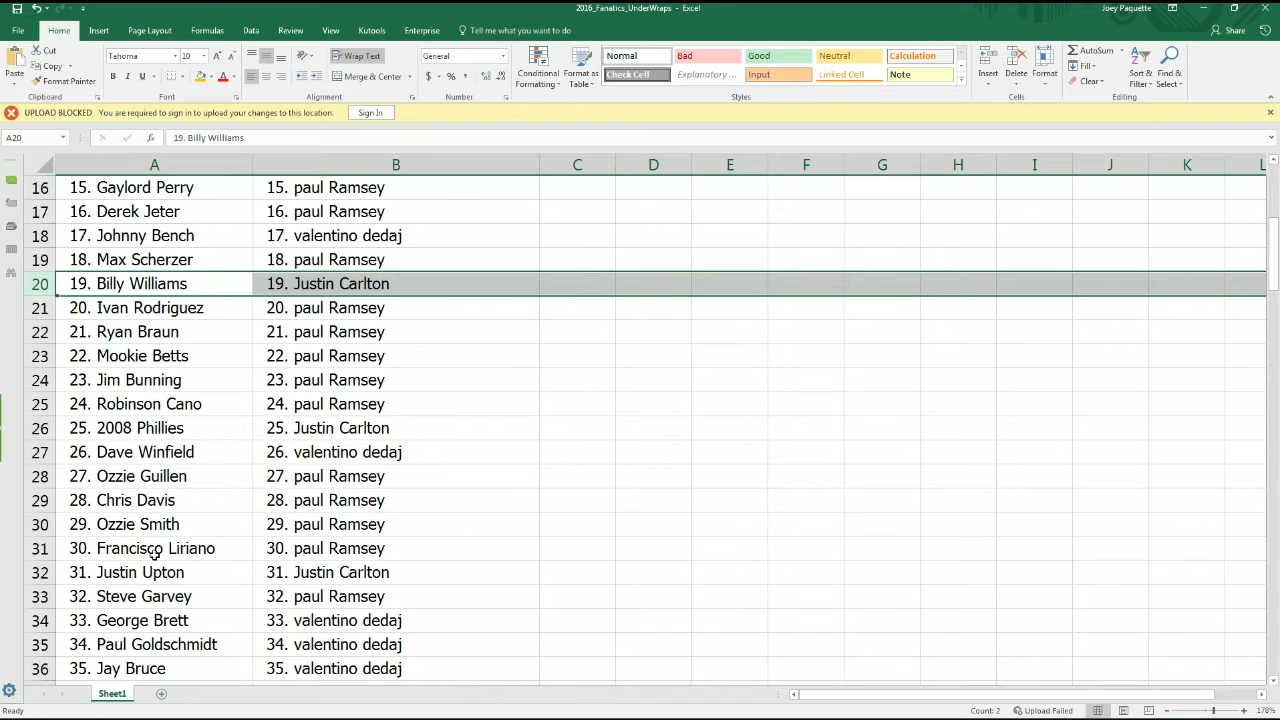 2016_Fanatics_UnderWraps - Excel
Joey Paquette
File Home Insert Page Layout Formulas Data Review View Kutools Enterprise Tell me what you want to do Share
Paste Cut Copy Format Painter Clipboard
Tahoma 10 B I U Font
Wrap Text Merge & Center Alignment
General $ % , Number
Conditional Formatting Format as Table
Normal Bad Good Neutral Calculation
Check Cell Explanatory ... Input Linked Cell Note
Styles
Insert Delete Format Cells
AutoSum Fill Clear Sort & Filter Find & Select Editing
UPLOAD BLOCKED You are required to sign in to upload your changes to this location. Sign In
A20 fx 19. Billy Williams
A B C D E F G H I J K L
16 15. Gaylord Perry 15. paul Ramsey
17 16. Derek Jeter 16. paul Ramsey
18 17. Johnny Bench 17. valentino dedaj
19 18. Max Scherzer 18. paul Ramsey
20 19. Billy Williams 19. Justin Carlton
21 20. Ivan Rodriguez 20. paul Ramsey
22 21. Ryan Braun 21. paul Ramsey
23 22. Mookie Betts 22. paul Ramsey
24 23. Jim Bunning 23. paul Ramsey
25 24. Robinson Cano 24. paul Ramsey
26 25. 2008 Phillies 25. Justin Carlton
27 26. Dave Winfield 26. valentino dedaj
28 27. Ozzie Guillen 27. paul Ramsey
29 28. Chris Davis 28. paul Ramsey
30 29. Ozzie Smith 29. paul Ramsey
31 30. Francisco Liriano 30. paul Ramsey
32 31. Justin Upton 31. Justin Carlton
33 32. Steve Garvey 32. paul Ramsey
34 33. George Brett 33. valentino dedaj
35 34. Paul Goldschmidt 34. valentino dedaj
36 35. Jay Bruce 35. valentino dedaj
Sheet1
Ready Count: 2 Upload Failed 178%